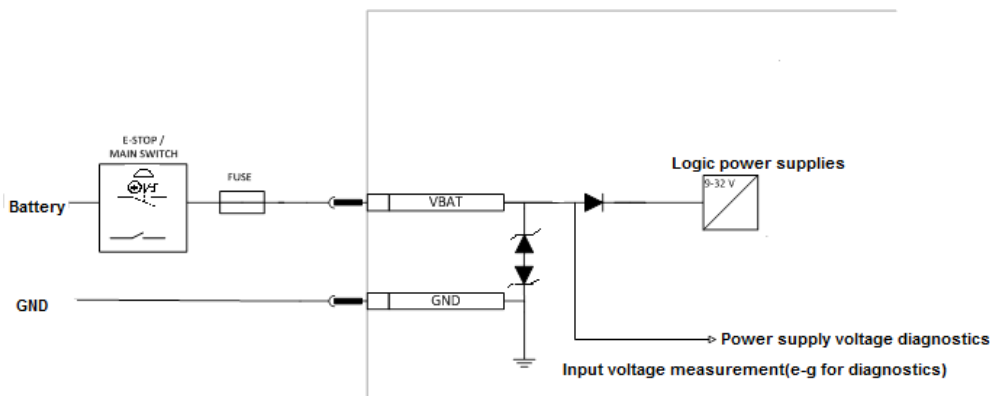 E-STOP /
MAIN SWITCH
FUSE
Battery
VBAT
Logic power supplies
9-32 V
GND
GND
Power supply voltage diagnostics
Input voltage measurement(e-g for diagnostics)